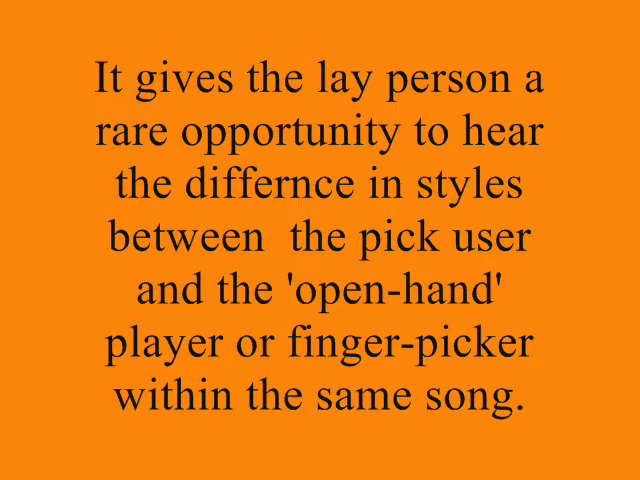 It gives the lay person a
rare opportunity to hear
the differnce in styles
between  the pick user
and the 'open-hand'
player or finger-picker
within the same song.